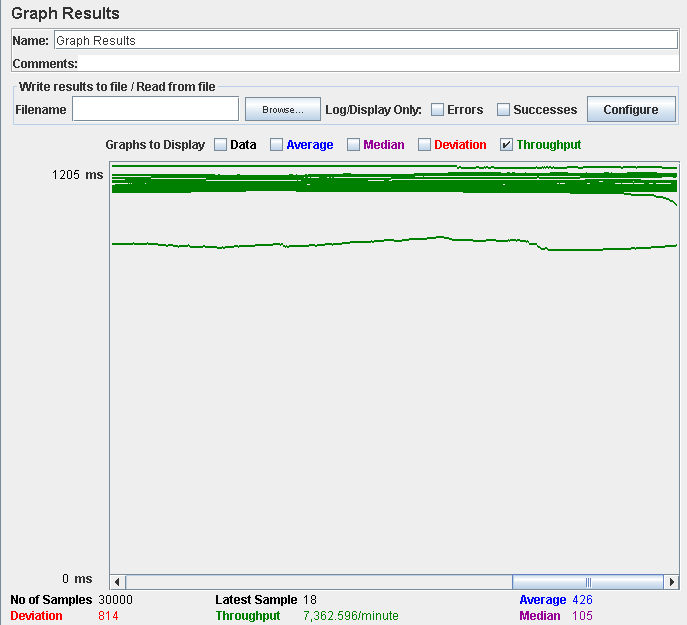 Graph Results
Name: Graph Results
Comments:
Write results to file / Read from file
Filename Browse... Log/Display Only: Errors Successes Configure
Graphs to Display Data Average Median Deviation Throughput
1205 ms
0 ms
No of Samples 30000 Latest Sample 18 Average 426
Deviation 814 Throughput 7,362.596/minute Median 105